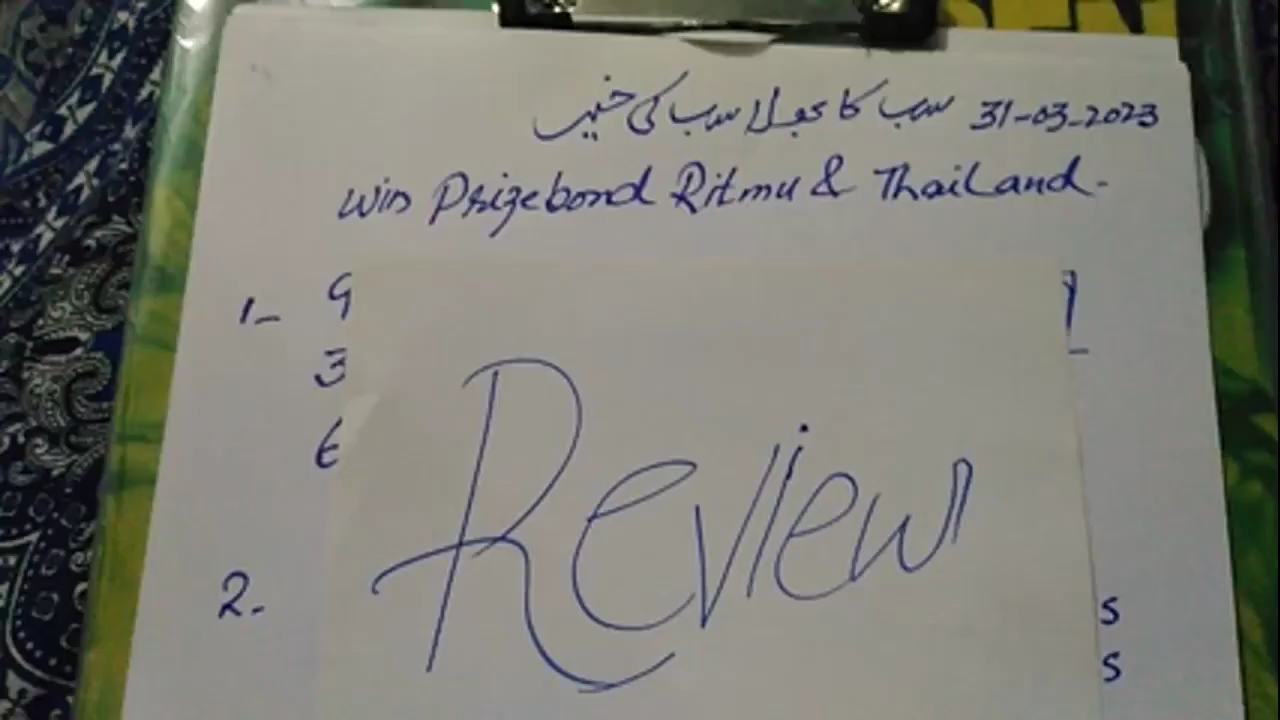 سب کا بھلا سب کی خیر 31-03-2023
Win Prizebond Ritmu & Thailand-
1-
9
3
6
Review
2-
s
s